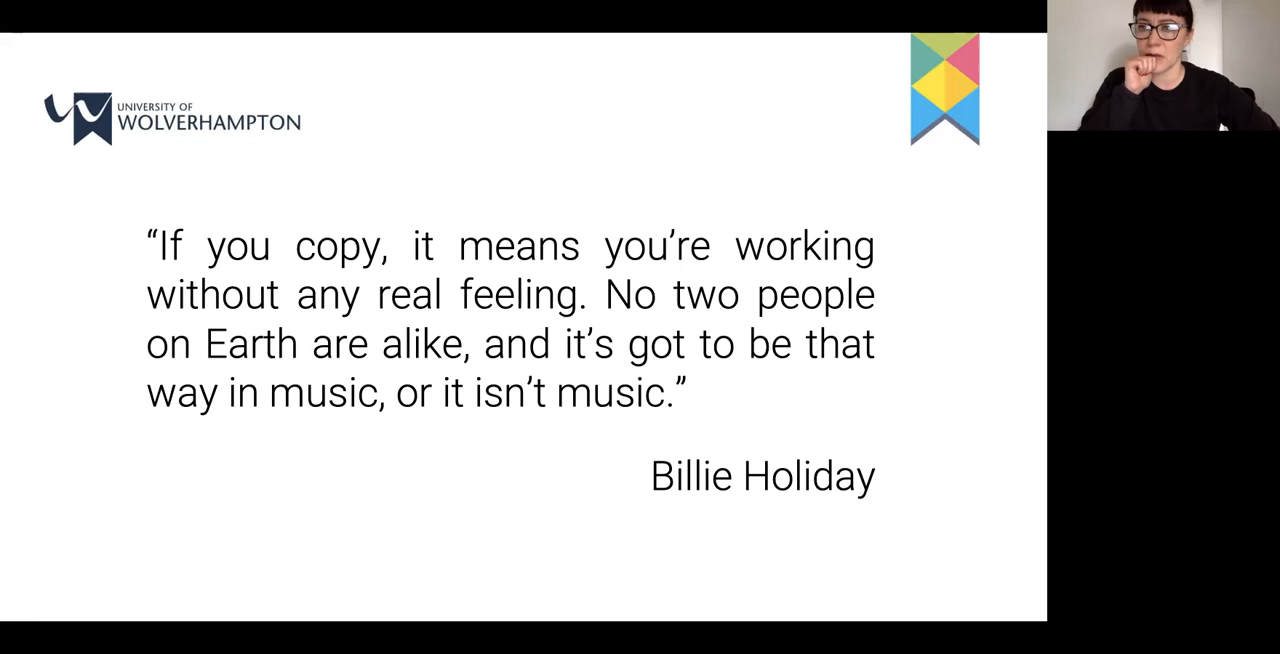 UNIVERSITY OF
WOLVERHAMPTON
“If you copy, it means you’re working
without any real feeling. No two people
on Earth are alike, and it’s got to be that
way in music, or it isn’t music.”
Billie Holiday